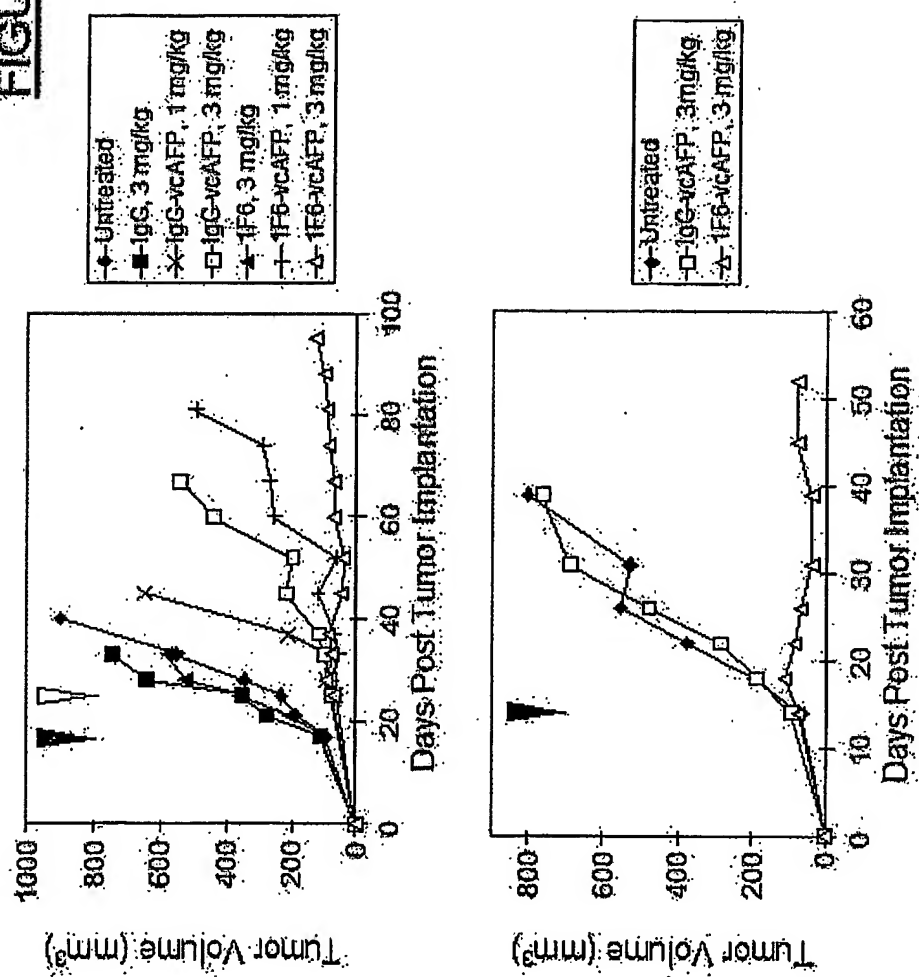 FIGU
1000
800
600
400
200
0
Tumor Volume (mm³)
0
20
40
60
80
100
Days Post Tumor Implantation
Untreated
IgG, 3 mg/kg
IgG-vcAFP, 1 mg/kg
IgG-vcAFP, 3 mg/kg
1F6, 3 mg/kg
1F6-vcAFP, 1 mg/kg
1F6-vcAFP, 3 mg/kg
800
600
400
200
0
Tumor Volume (mm³)
0
10
20
30
40
50
60
Days Post Tumor Implantation
Untreated
IgG-vcAFP, 3mg/kg
1F6-vcAFP, 3 mg/kg